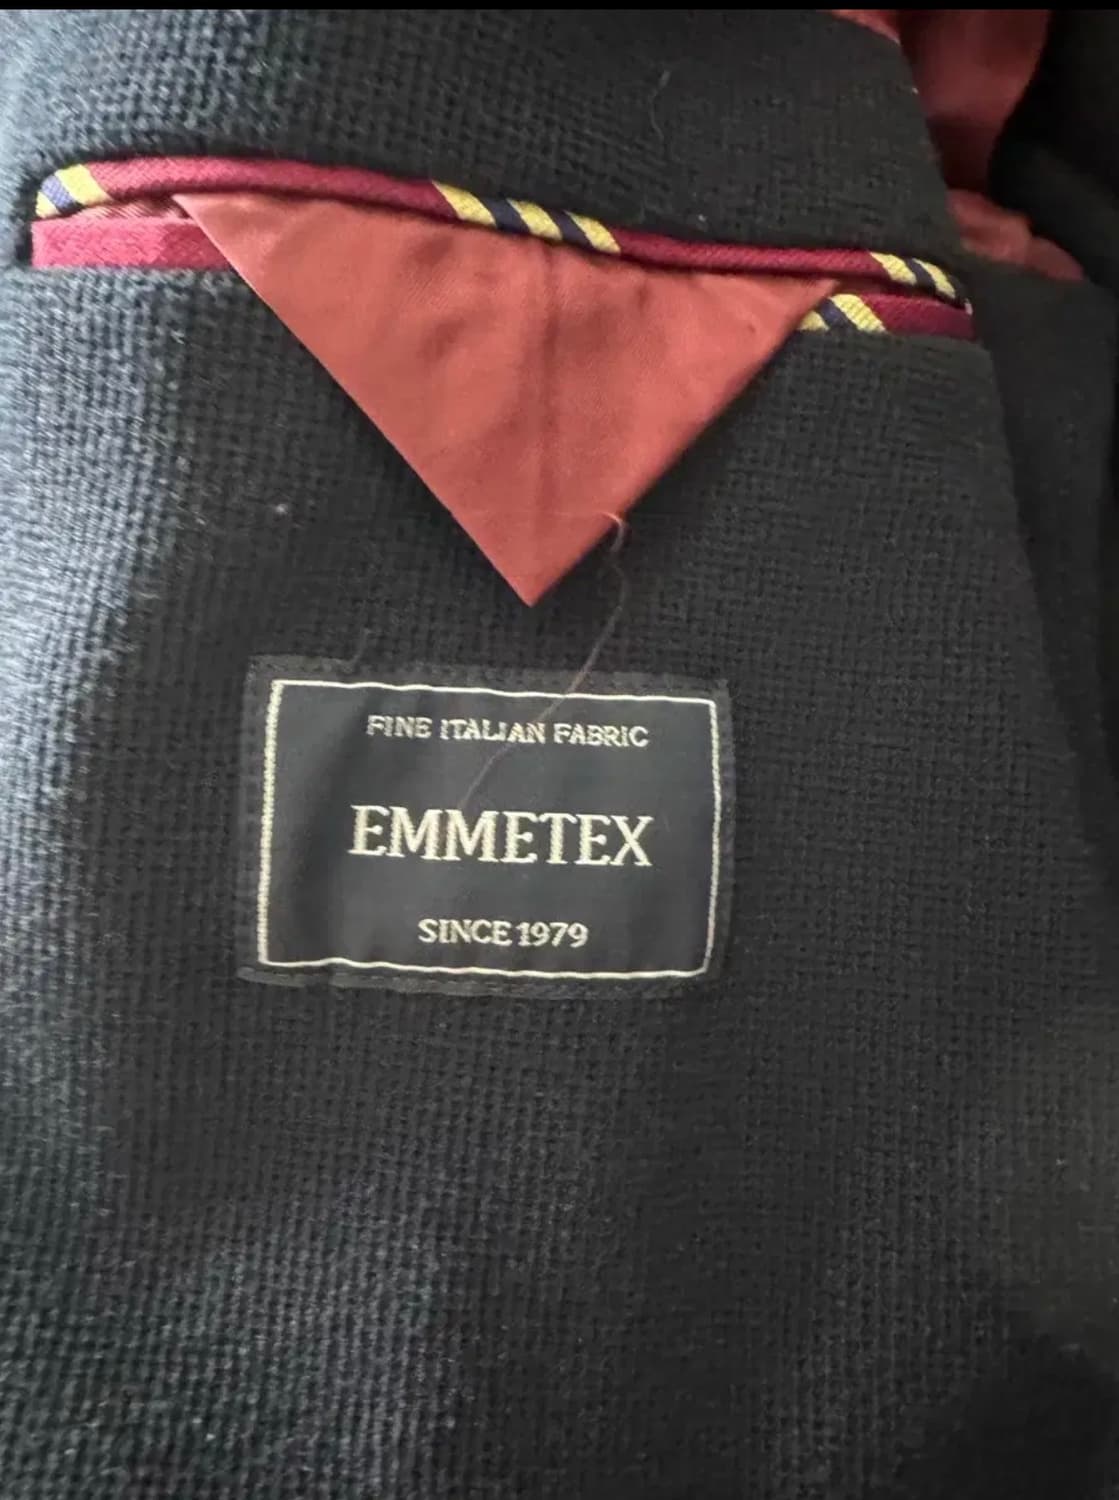 FINE ITALIAN FABRIC
EMMETEX
SINCE 1979